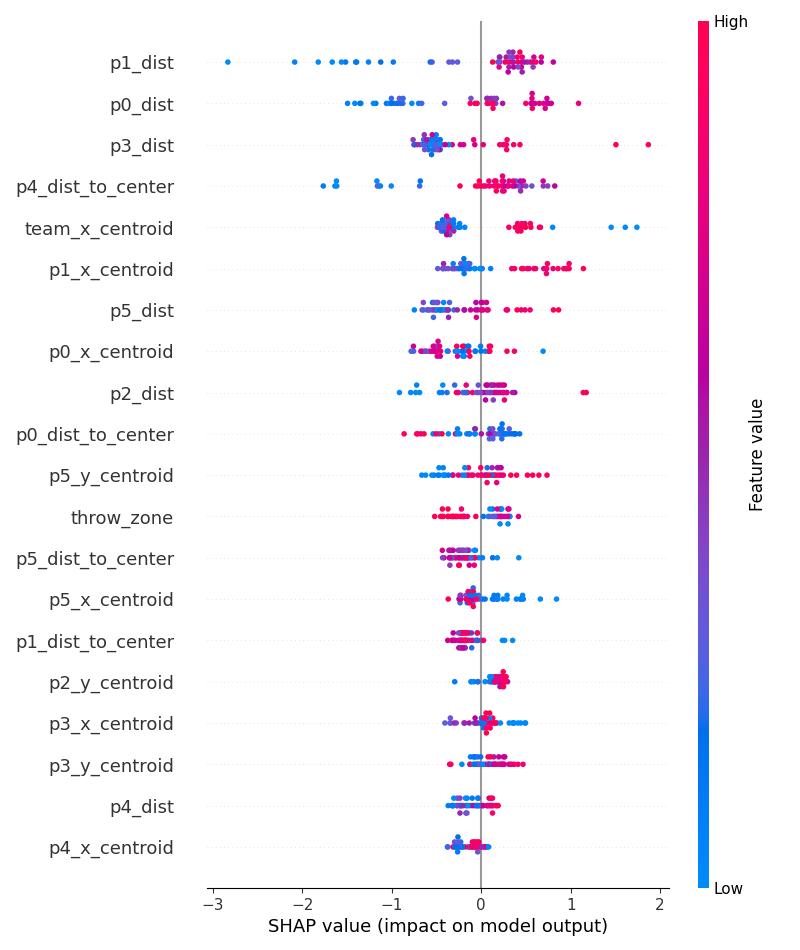 High
p1_dist
p0_dist
p3_dist
p4_dist_to_center
team_x_centroid
p1_x_centroid
p5_dist
p0_x_centroid
p2_dist
p0_dist_to_center
p5_y_centroid
throw_zone
p5_dist_to_center
p5_x_centroid
p1_dist_to_center
p2_y_centroid
p3_x_centroid
p3_y_centroid
p4_dist
p4_x_centroid
Feature value
Low
−3 −2 −1 0 1 2
SHAP value (impact on model output)